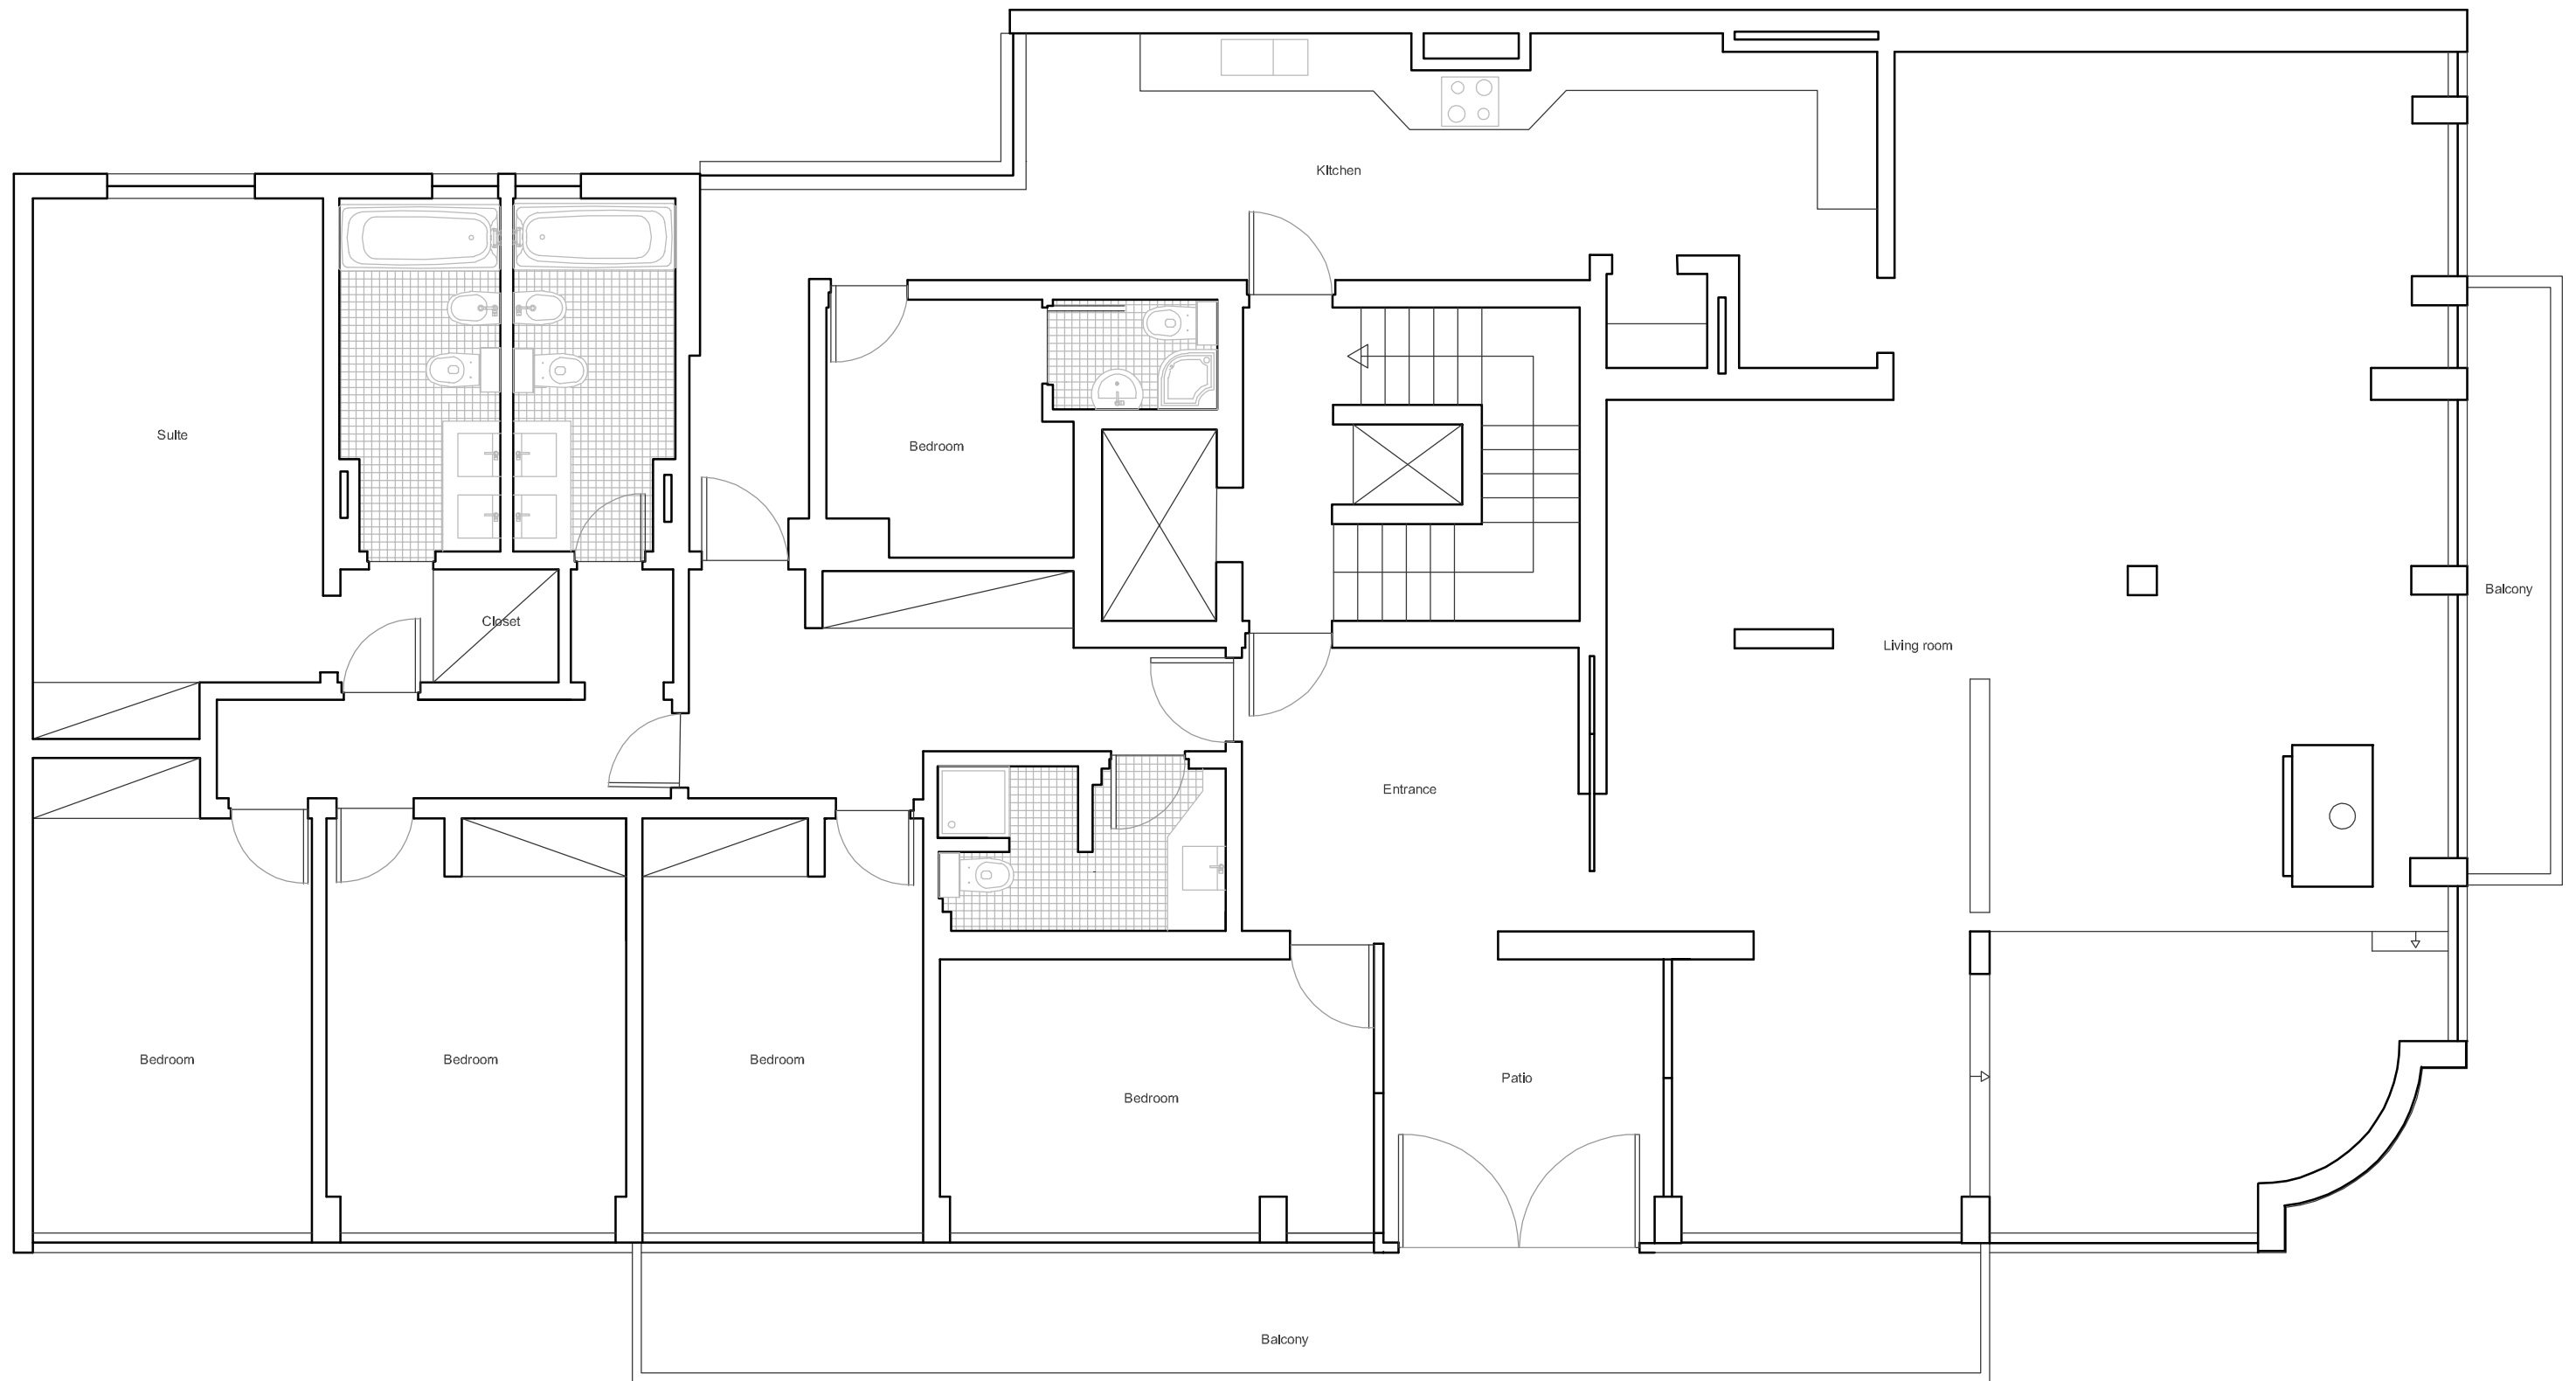 Kitchen
Suite
Bedroom
Balcony
Closet
Living room
Entrance
Bedroom
Bedroom
Bedroom
Patio
Bedroom
Balcony